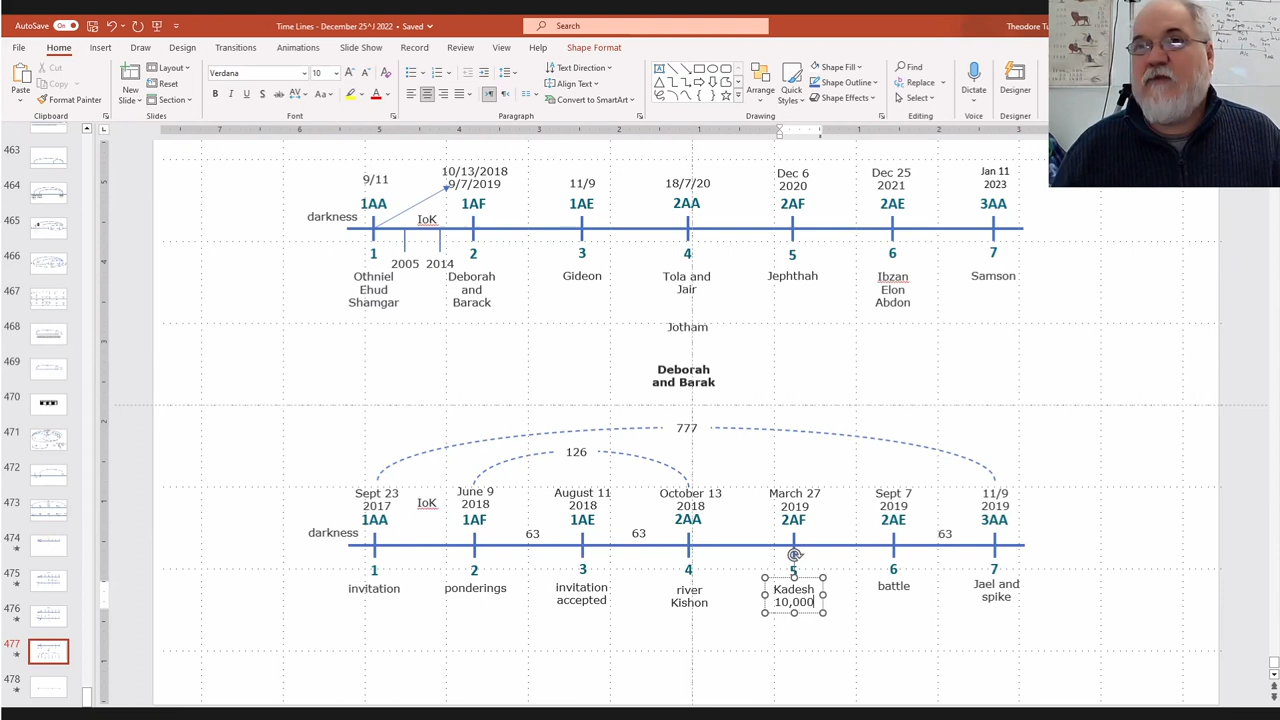 AutoSave On
Time Lines – December 25^J 2022 • Saved
Search
Theodore Tu
File Home Insert Draw Design Transitions Animations Slide Show Record Review View Help Shape Format
Paste
Cut
Copy
Format Painter
Clipboard
New
Slide
Layout
Reset
Section
Slides
Verdana 10
Font
Text Direction
Align Text
Convert to SmartArt
Paragraph
Arrange
Quick
Styles
Shape Fill
Shape Outline
Shape Effects
Drawing
Find
Replace
Select
Editing
Dictate
Voice
Designer
Designer
463
464
465
466
467
468
469
470
471
472
473
474
475
476
477
478
9/11
10/13/2018
9/7/2019
11/9
18/7/20
Dec 6
2020
Dec 25
2021
Jan 11
2023
1AA 1AF 1AE 2AA 2AF 2AE 3AA
darkness IoK
1 2 3 4 5 6 7
2005 2014
Othniel
Ehud
Shamgar
Deborah
and
Barack
Gideon
Tola and
Jair
Jephthah
Ibzan
Elon
Abdon
Samson
Jotham
Deborah
and Barak
777
126
Sept 23
2017
IoK
June 9
2018
August 11
2018
October 13
2018
March 27
2019
Sept 7
2019
11/9
2019
1AA 1AF 1AE 2AA 2AF 2AE 3AA
darkness 63 63 63
1 2 3 4 5 6 7
invitation
ponderings
invitation
accepted
river
Kishon
Kadesh
10,000
battle
Jael and
spike